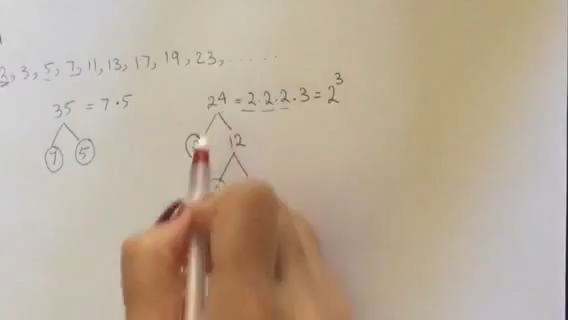 2, 3, 5, 7, 11, 13, 17, 19, 23, .....
35 = 7·5
24 = 2·2·2·3 = 2³
7 5
12